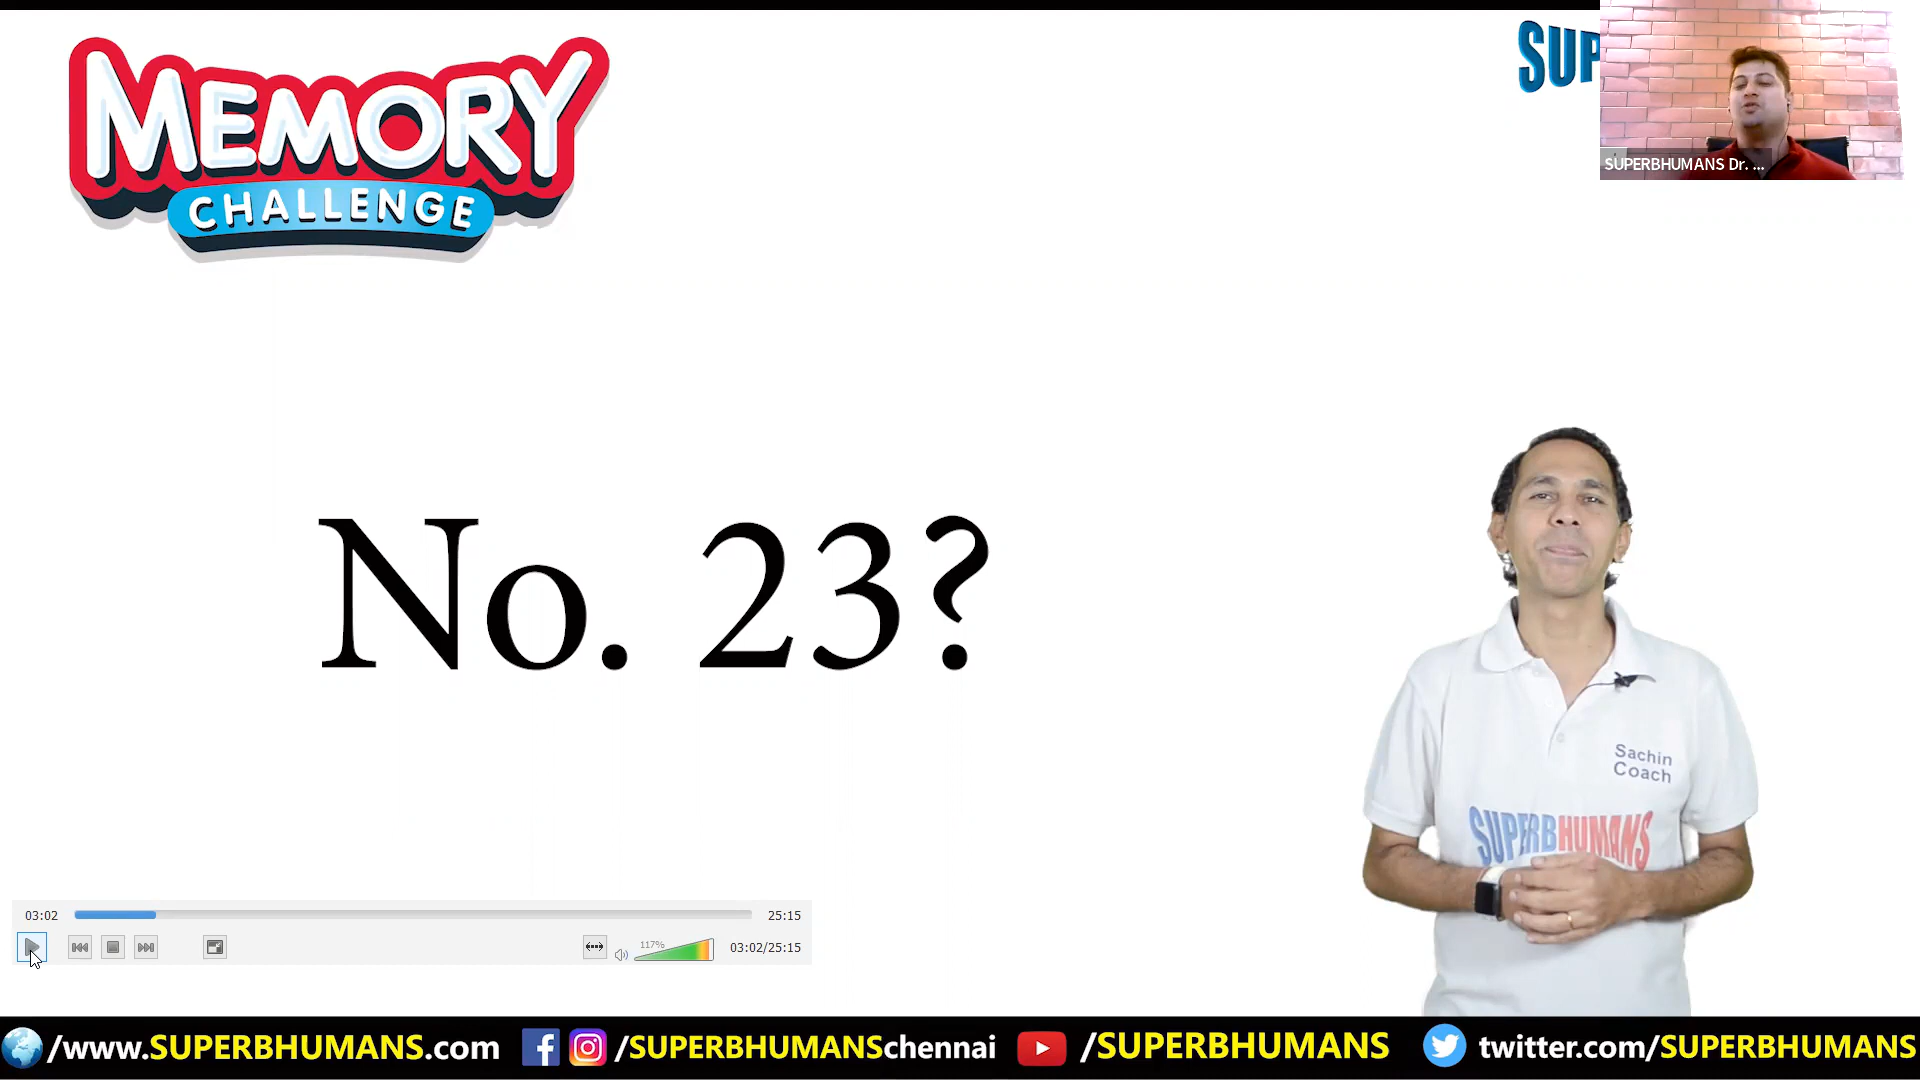 MEMORY
CHALLENGE
SUP
SUPERBHUMANS Dr. ...
No. 23?
Sachin
Coach
SUPERBHUMANS
03:02
25:15
117%
03:02/25:15
/www.SUPERBHUMANS.com
/SUPERBHUMANSchennai
/SUPERBHUMANS
twitter.com/SUPERBHUMANS